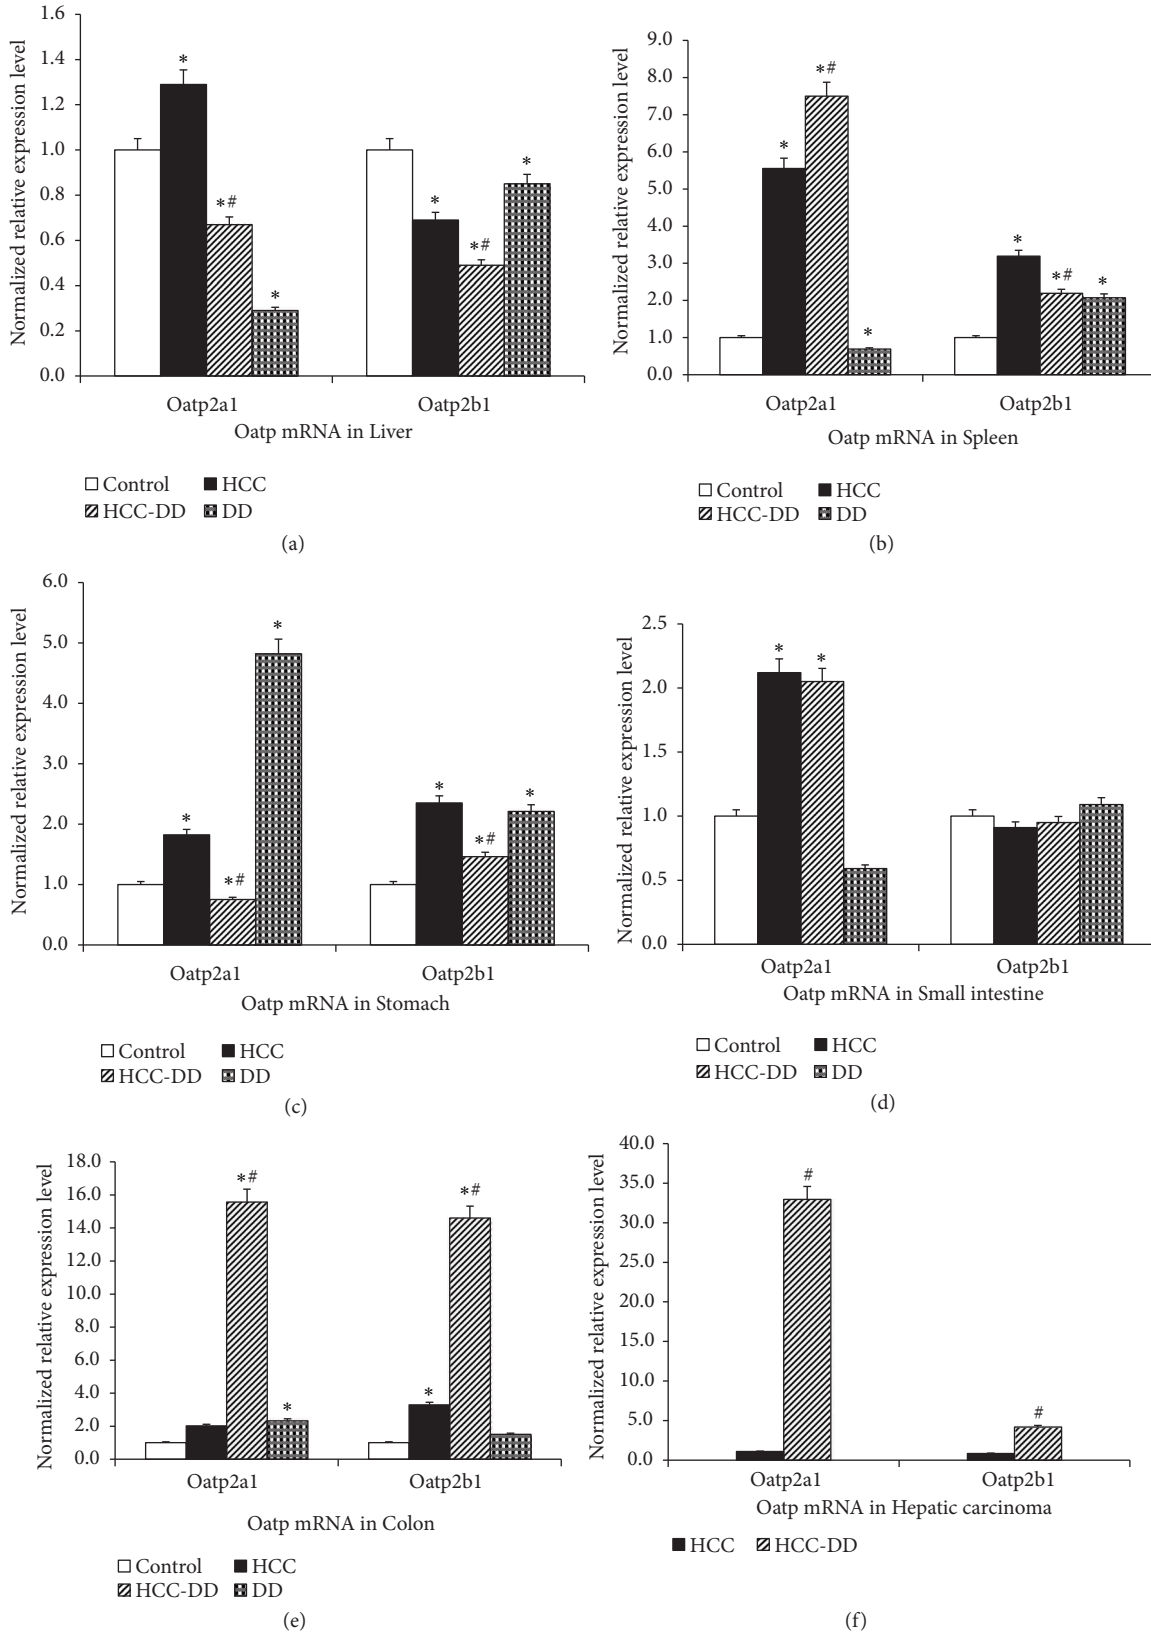 Normalized relative expression level
1.6
1.4
1.2
1.0
0.8
0.6
0.4
0.2
0.0
*
*#
*
*
*#
*
Oatp2a1 Oatp2b1
Oatp mRNA in Liver
Control HCC
HCC-DD DD
(a)
Normalized relative expression level
9.0
8.0
7.0
6.0
5.0
4.0
3.0
2.0
1.0
0.0
*
*#
*
*
*#
*
Oatp2a1 Oatp2b1
Oatp mRNA in Spleen
Control HCC
HCC-DD DD
(b)
Normalized relative expression level
6.0
5.0
4.0
3.0
2.0
1.0
0.0
*
*#
*
*
*#
*
Oatp2a1 Oatp2b1
Oatp mRNA in Stomach
Control HCC
HCC-DD DD
(c)
Normalized relative expression level
2.5
2.0
1.5
1.0
0.5
0.0
* *
Oatp2a1 Oatp2b1
Oatp mRNA in Small intestine
Control HCC
HCC-DD DD
(d)
Normalized relative expression level
18.0
16.0
14.0
12.0
10.0
8.0
6.0
4.0
2.0
0.0
*#
*
*
*#
Oatp2a1 Oatp2b1
Oatp mRNA in Colon
Control HCC
HCC-DD DD
(e)
Normalized relative expression level
40.0
35.0
30.0
25.0
20.0
15.0
10.0
5.0
0.0
#
#
Oatp2a1 Oatp2b1
Oatp mRNA in Hepatic carcinoma
HCC HCC-DD
(f)